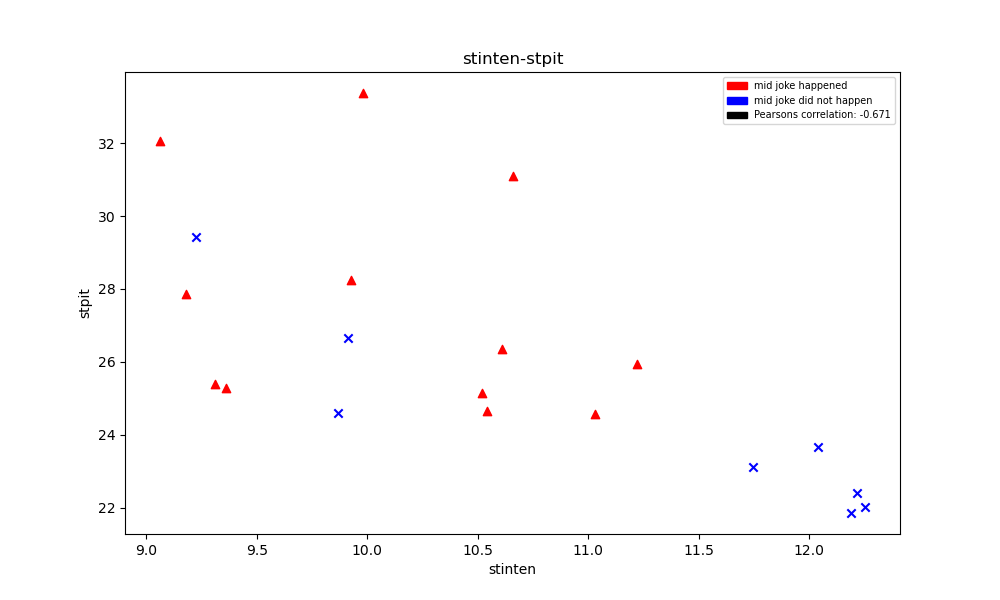 stinten-stpit
mid joke happened
mid joke did not happen
Pearsons correlation: -0.671
32
30
28
26
24
22
stpit
9.0 9.5 10.0 10.5 11.0 11.5 12.0
stinten